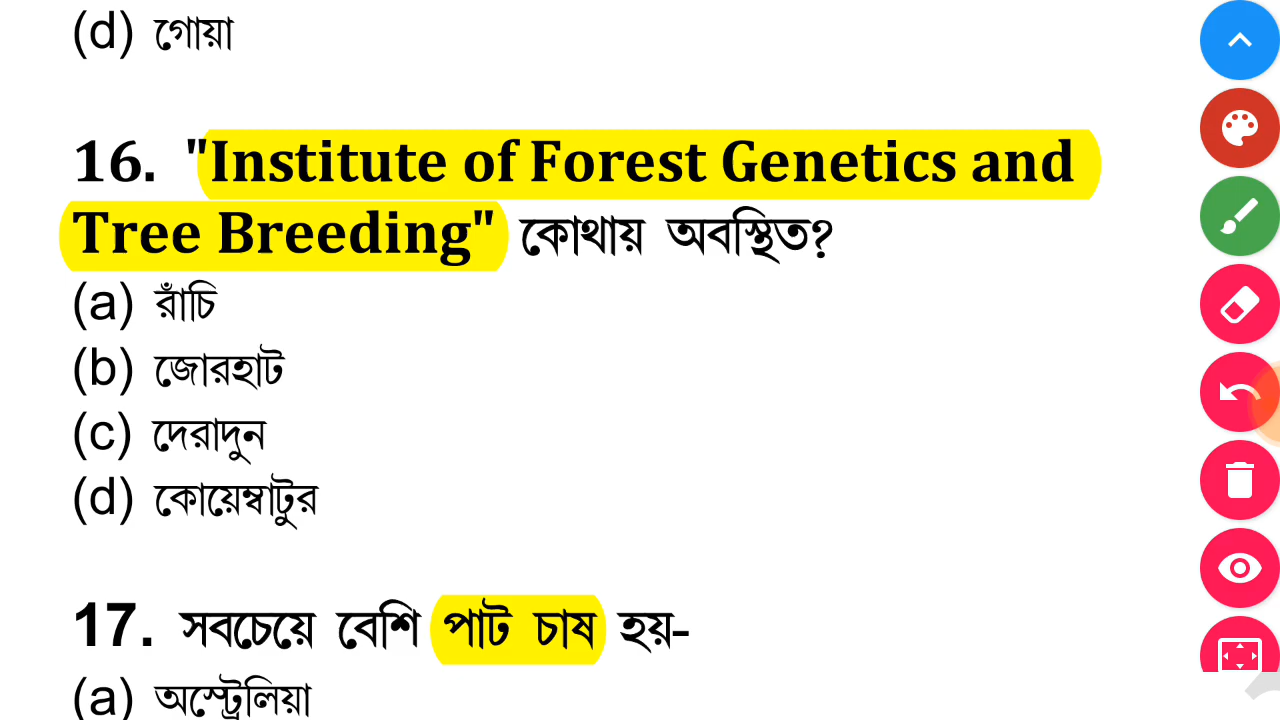 (d) গোয়া
16. "Institute of Forest Genetics and
Tree Breeding" কোথায় অবস্থিত?
(a) রাঁচি
(b) জোরহাট
(c) দেরাদুন
(d) কোয়েম্বাটুর
17. সবচেয়ে বেশি পাট চাষ হয়-
(a) অস্ট্রেলিয়া